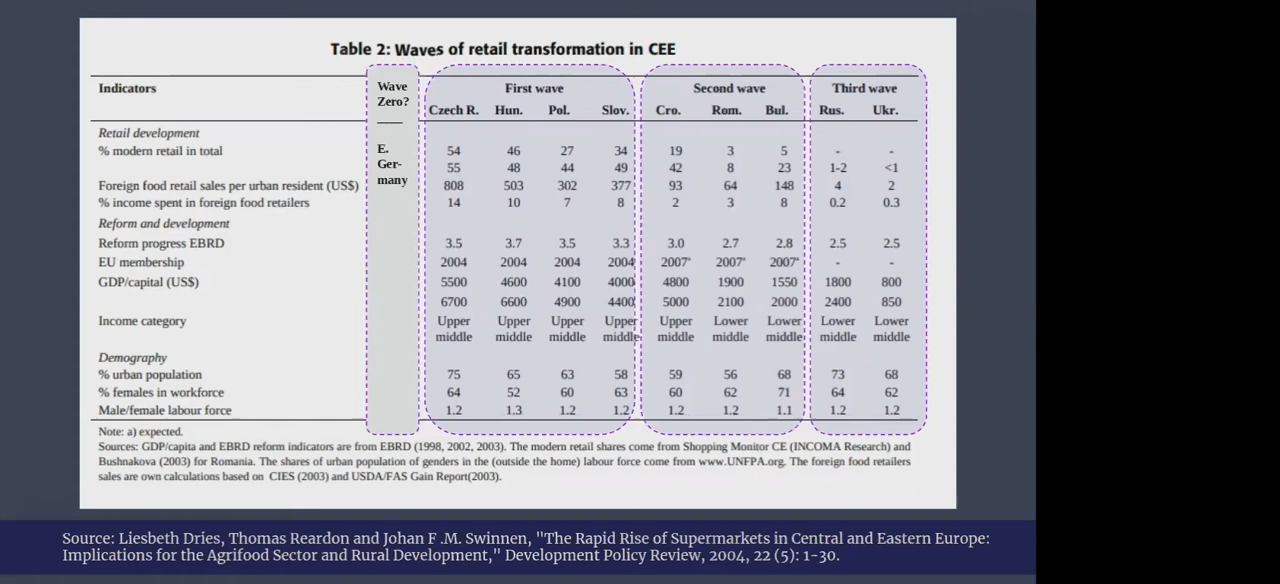 Table 2: Waves of retail transformation in CEE
Indicators Wave Zero? First wave Second wave Third wave
Czech R. Hun. Pol. Slov. Cro. Rom. Bul. Rus. Ukr.
E. Ger- many
Retail development
% modern retail in total 54 46 27 34 19 3 5 - -
55 48 44 49 42 8 23 1-2 <1
Foreign food retail sales per urban resident (US$) 808 503 302 377 93 64 148 4 2
% income spent in foreign food retailers 14 10 7 8 2 3 8 0.2 0.3
Reform and development
Reform progress EBRD 3.5 3.7 3.5 3.3 3.0 2.7 2.8 2.5 2.5
EU membership 2004 2004 2004 2004 2007ª 2007ª 2007ª - -
GDP/capital (US$) 5500 4600 4100 4000 4800 1900 1550 1800 800
6700 6600 4900 4400 5000 2100 2000 2400 850
Income category Upper Upper Upper Upper Upper Lower Lower Lower Lower
middle middle middle middle middle middle middle middle middle
Demography
% urban population 75 65 63 58 59 56 68 73 68
% females in workforce 64 52 60 63 60 62 71 64 62
Male/female labour force 1.2 1.3 1.2 1.2 1.2 1.2 1.1 1.2 1.2
Note: a) expected.
Sources: GDP/capita and EBRD reform indicators are from EBRD (1998, 2002, 2003). The modern retail shares come from Shopping Monitor CE (INCOMA Research) and
Bushnakova (2003) for Romania. The shares of urban population of genders in the (outside the home) labour force come from www.UNFPA.org. The foreign food retailers
sales are own calculations based on CIES (2003) and USDA/FAS Gain Report(2003).
Source: Liesbeth Dries, Thomas Reardon and Johan F .M. Swinnen, "The Rapid Rise of Supermarkets in Central and Eastern Europe:
Implications for the Agrifood Sector and Rural Development," Development Policy Review, 2004, 22 (5): 1-30.